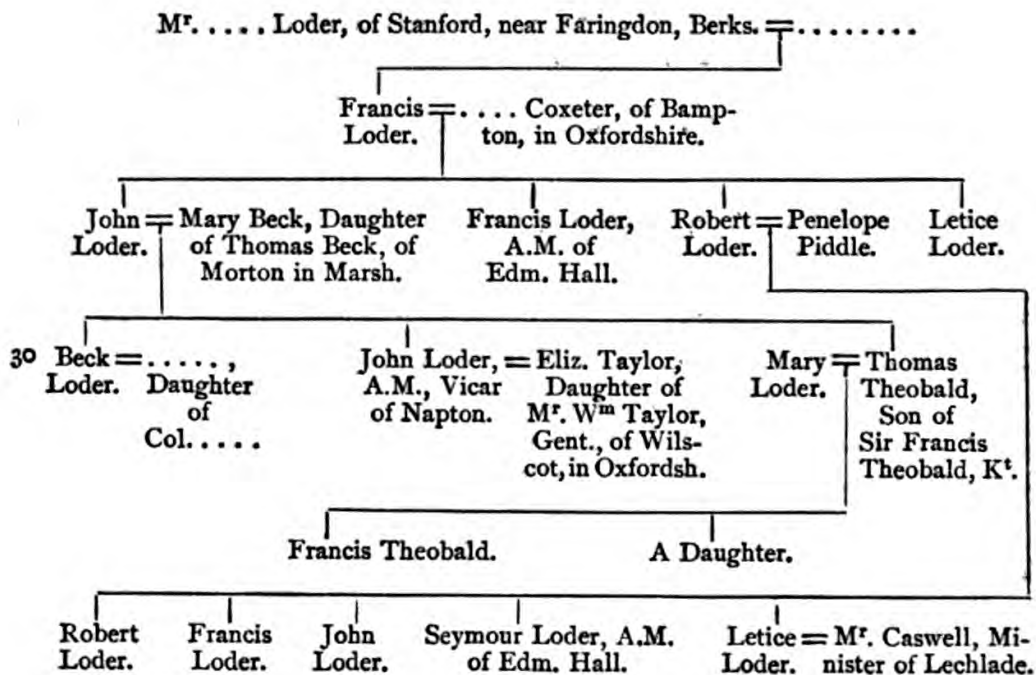 Mr. .... Loder, of Stanford, near Faringdon, Berks. = ........
Francis = .... Coxeter, of Bamp-
Loder. ton, in Oxfordshire.
John = Mary Beck, Daughter Francis Loder, Robert = Penelope Letice
Loder. of Thomas Beck, of A.M. of Loder. Piddle. Loder.
Morton in Marsh. Edm. Hall.
30 Beck = ....., John Loder, = Eliz. Taylor, Mary = Thomas
Loder. Daughter A.M., Vicar Daughter of Loder. Theobald,
of of Napton. Mr. Wm Taylor, Son of
Col..... Gent., of Wils- Sir Francis
cot, in Oxfordsh. Theobald, Kt.
Francis Theobald. A Daughter.
Robert Francis John Seymour Loder, A.M. Letice = Mr. Caswell, Mi-
Loder. Loder. Loder. of Edm. Hall. Loder. nister of Lechlade.